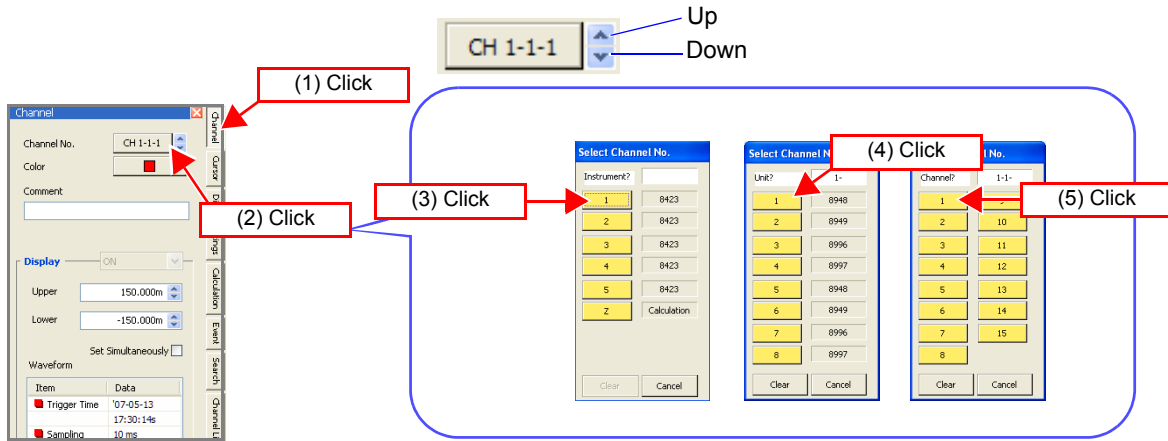 Up
CH 1-1-1
Down
(1) Click
Channel
Channel No.
CH 1-1-1
Color
Comment
(2) Click
Display
ON
Upper
150.000m
Lower
-150.000m
Set Simultaneously
Waveform
Item Data
Trigger Time '07-05-13
17:30:14s
Sampling 10 ms
Channel
Cursor
Calculation
Event
Search
(3) Click
Select Channel No.
Instrument?
1 8423
2 8423
3 8423
4 8423
5 8423
Z Calculation
Clear Cancel
(4) Click
Select Channel
Unit? 1-
1 8948
2 8949
3 8996
4 8997
5 8948
6 8949
7 8996
8 8997
Clear Cancel
(5) Click
No.
Channel? 1-1-
1
2 10
3 11
4 12
5 13
6 14
7 15
8
Clear Cancel